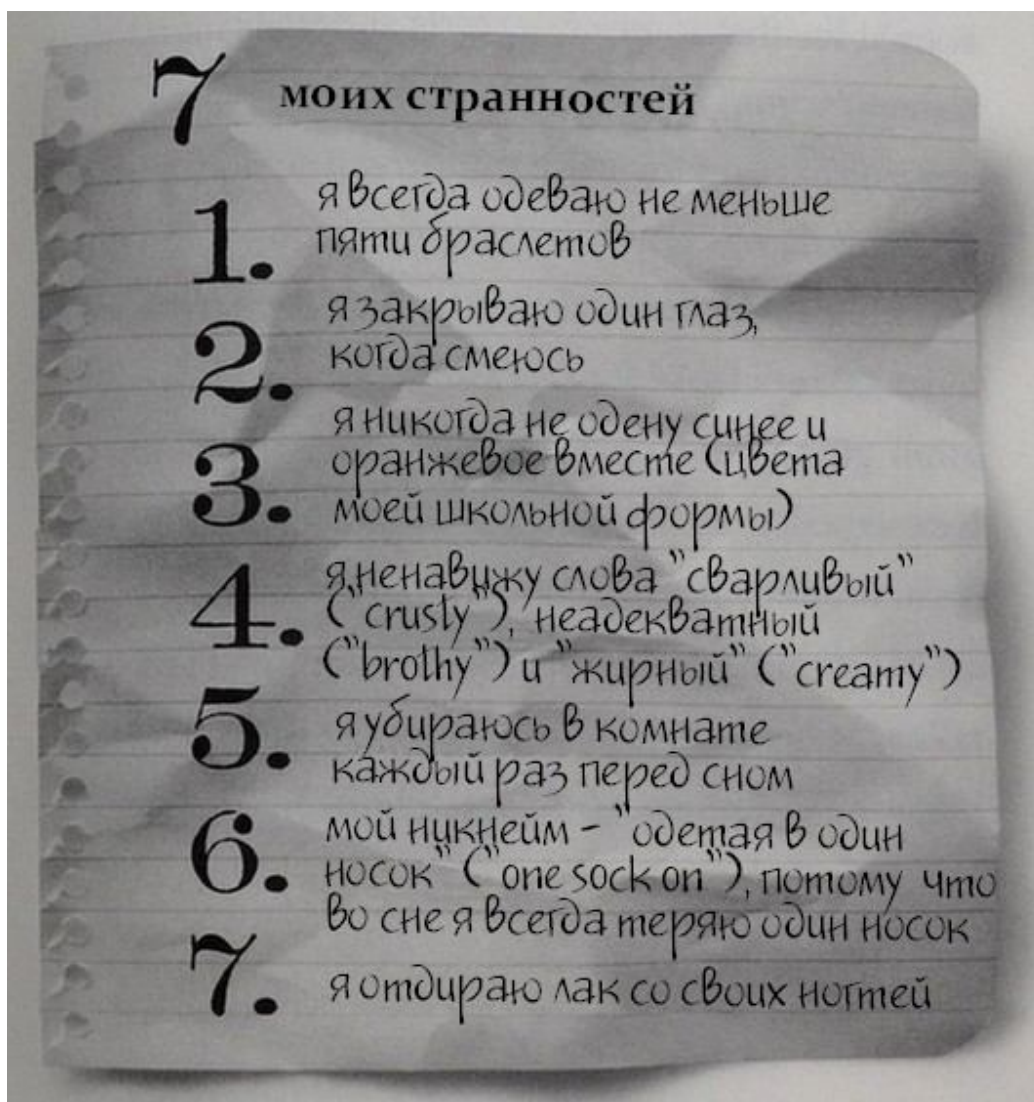 7 моих странностей
1. я всегда одеваю не меньше
пяти браслетов
2. я закрываю один глаз,
когда смеюсь
3. я никогда не одену синее и
оранжевое вместе (цвета
моей школьной формы)
4. я ненавижу слова "сварливый"
("crusty"), неадекватный
("brothy") и "жирный" ("creamy")
5. я убираюсь в комнате
каждый раз перед сном
6. мой никнейм - "одетая в один
носок" ("one sock on"), потому что
во сне я всегда теряю один носок
7. я отдираю лак со своих ногтей